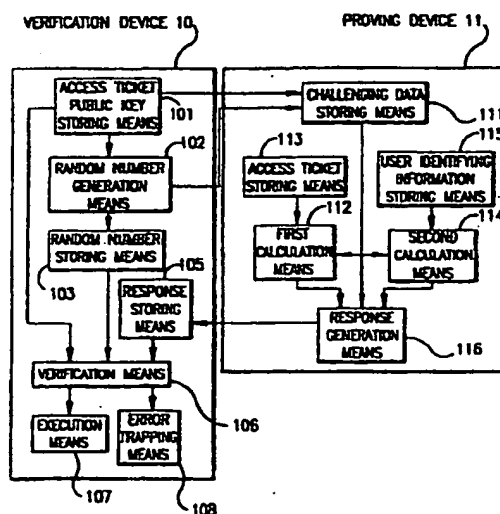 VERIFICATION DEVICE 10
PROVING DEVICE 11
ACCESS TICKET
PUBLIC KEY
STORING MEANS
101
102
RANDOM NUMBER
GENERATION
MEANS
RANDOM NUMBER
STORING MEANS
103
105
RESPONSE
STORING
MEANS
VERIFICATION MEANS
106
EXECUTION
MEANS
107
ERROR
TRAPPING
MEANS
108
CHALLENGING DATA
STORING MEANS
111
113
ACCESS TICKET
STORING MEANS
115
USER IDENTIFYING
INFORMATION
STORING MEANS
112
FIRST
CALCULATION
MEANS
114
SECOND
CALCULATION
MEANS
RESPONSE
GENERATION
MEANS
116